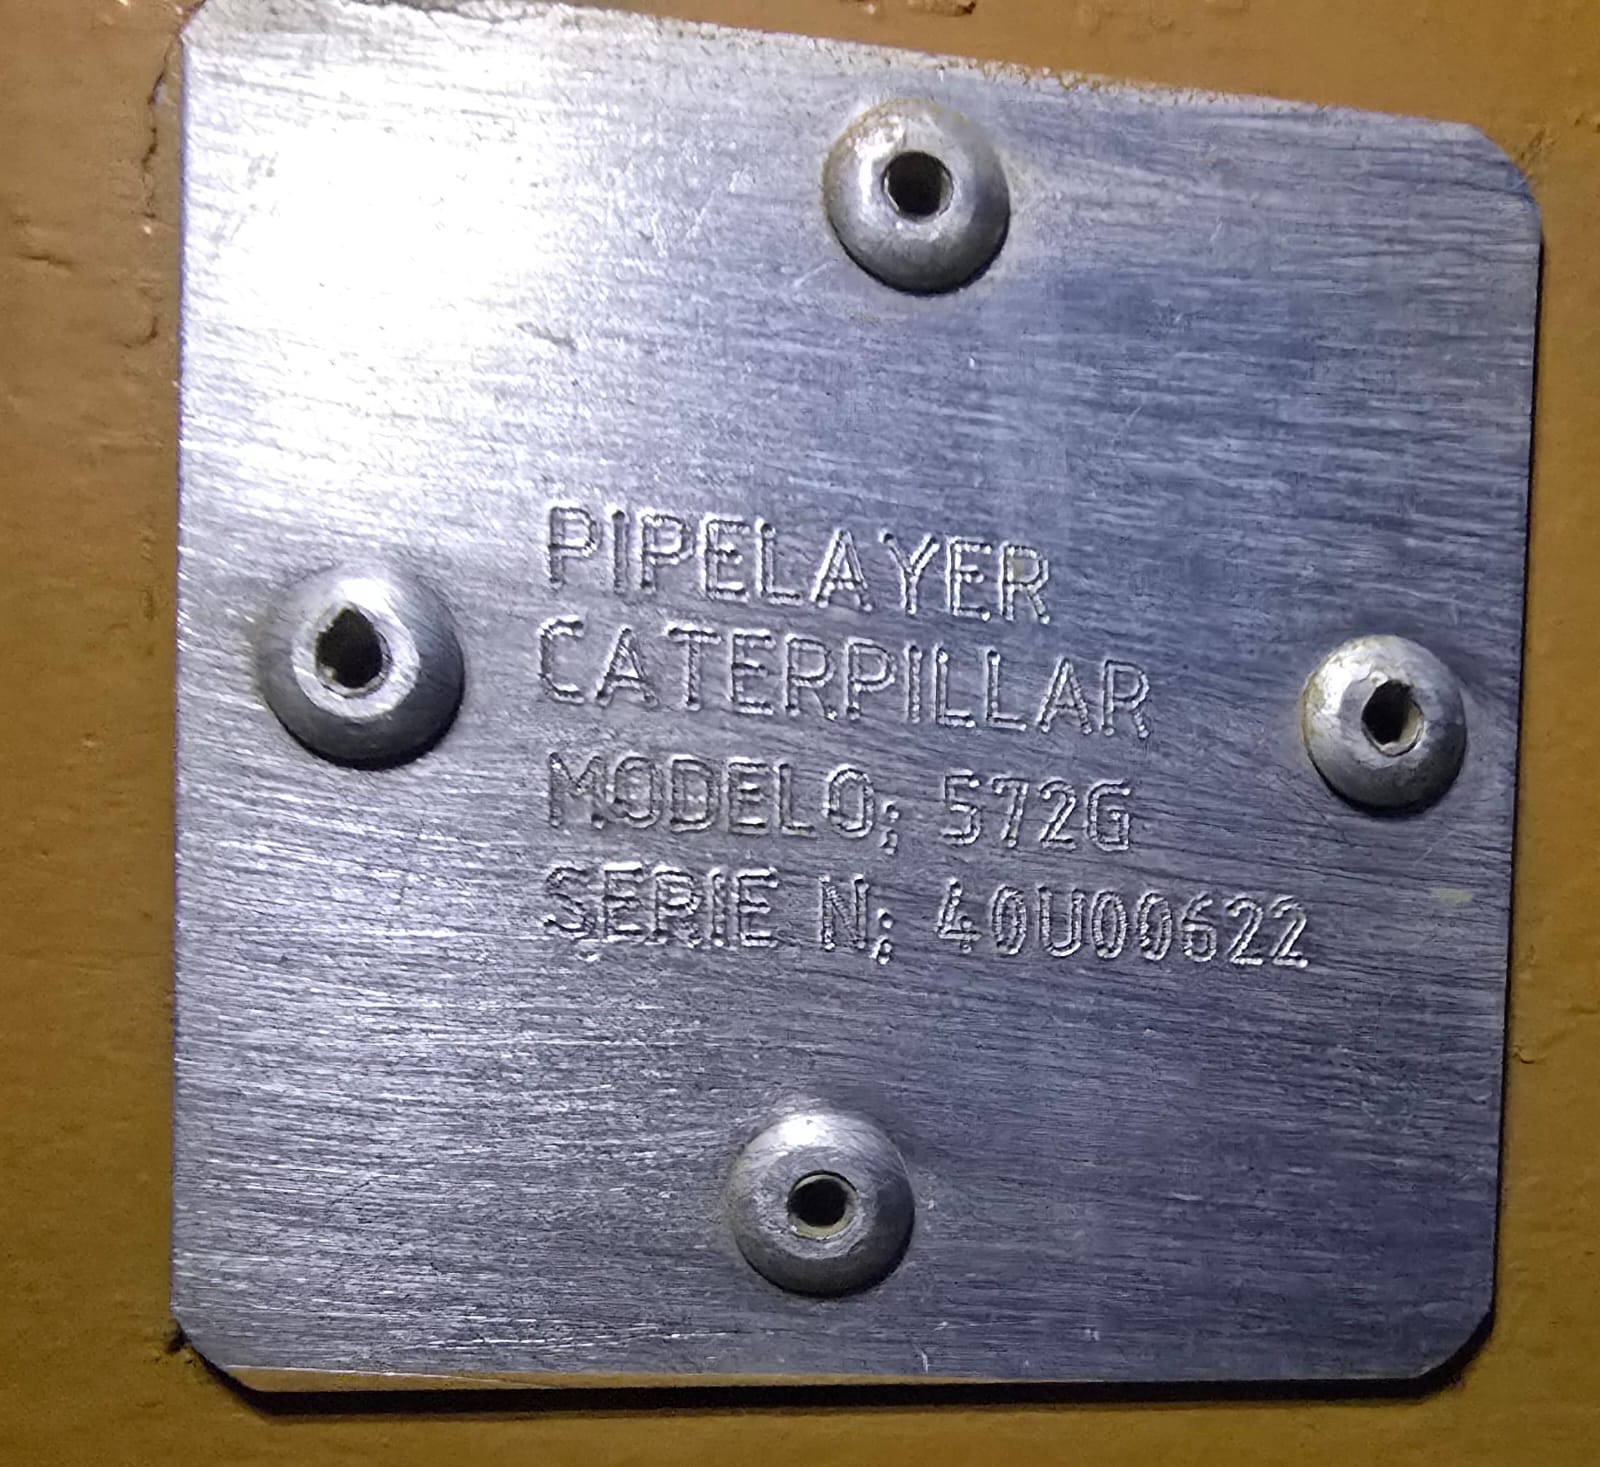 PIPELAYER
CATERPILLAR
MODELO; 572G
SERIE N; 40U00622